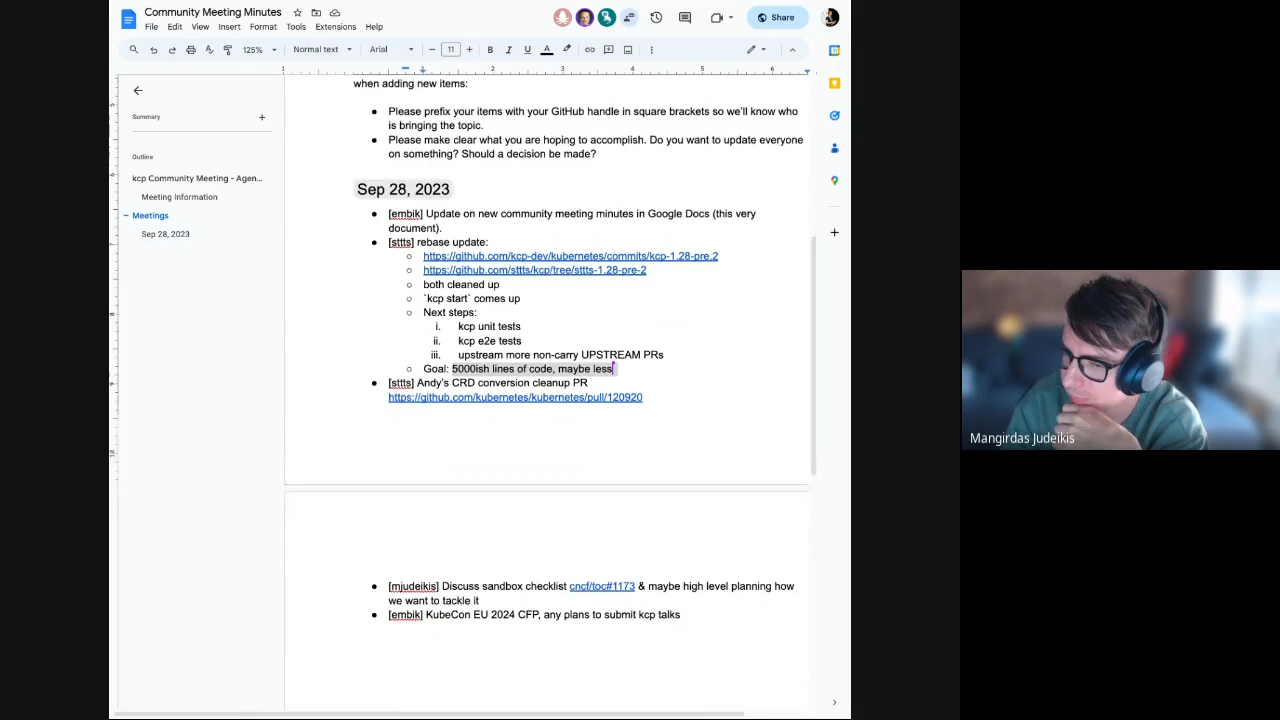 Community Meeting Minutes
Share
File Edit View Insert Format Tools Extensions Help
125% Normal text Arial 11
1 1 2 3 4 5 6
when adding new items:
Summary
Outline
kcp Community Meeting - Agen...
Meeting Information
Meetings
Sep 28, 2023
● Please prefix your items with your GitHub handle in square brackets so we'll know who
is bringing the topic.
● Please make clear what you are hoping to accomplish. Do you want to update everyone
on something? Should a decision be made?
Sep 28, 2023
● [embik] Update on new community meeting minutes in Google Docs (this very
document).
● [sttts] rebase update:
○ https://github.com/kcp-dev/kubernetes/commits/kcp-1.28-pre.2
○ https://github.com/sttts/kcp/tree/sttts-1.28-pre-2
○ both cleaned up
○ `kcp start` comes up
○ Next steps:
i. kcp unit tests
ii. kcp e2e tests
iii. upstream more non-carry UPSTREAM PRs
○ Goal: 5000ish lines of code, maybe less
● [sttts] Andy's CRD conversion cleanup PR
https://github.com/kubernetes/kubernetes/pull/120920
● [mjudeikis] Discuss sandbox checklist cncf/toc#1173 & maybe high level planning how
we want to tackle it
● [embik] KubeCon EU 2024 CFP, any plans to submit kcp talks
Mangirdas Judeikis